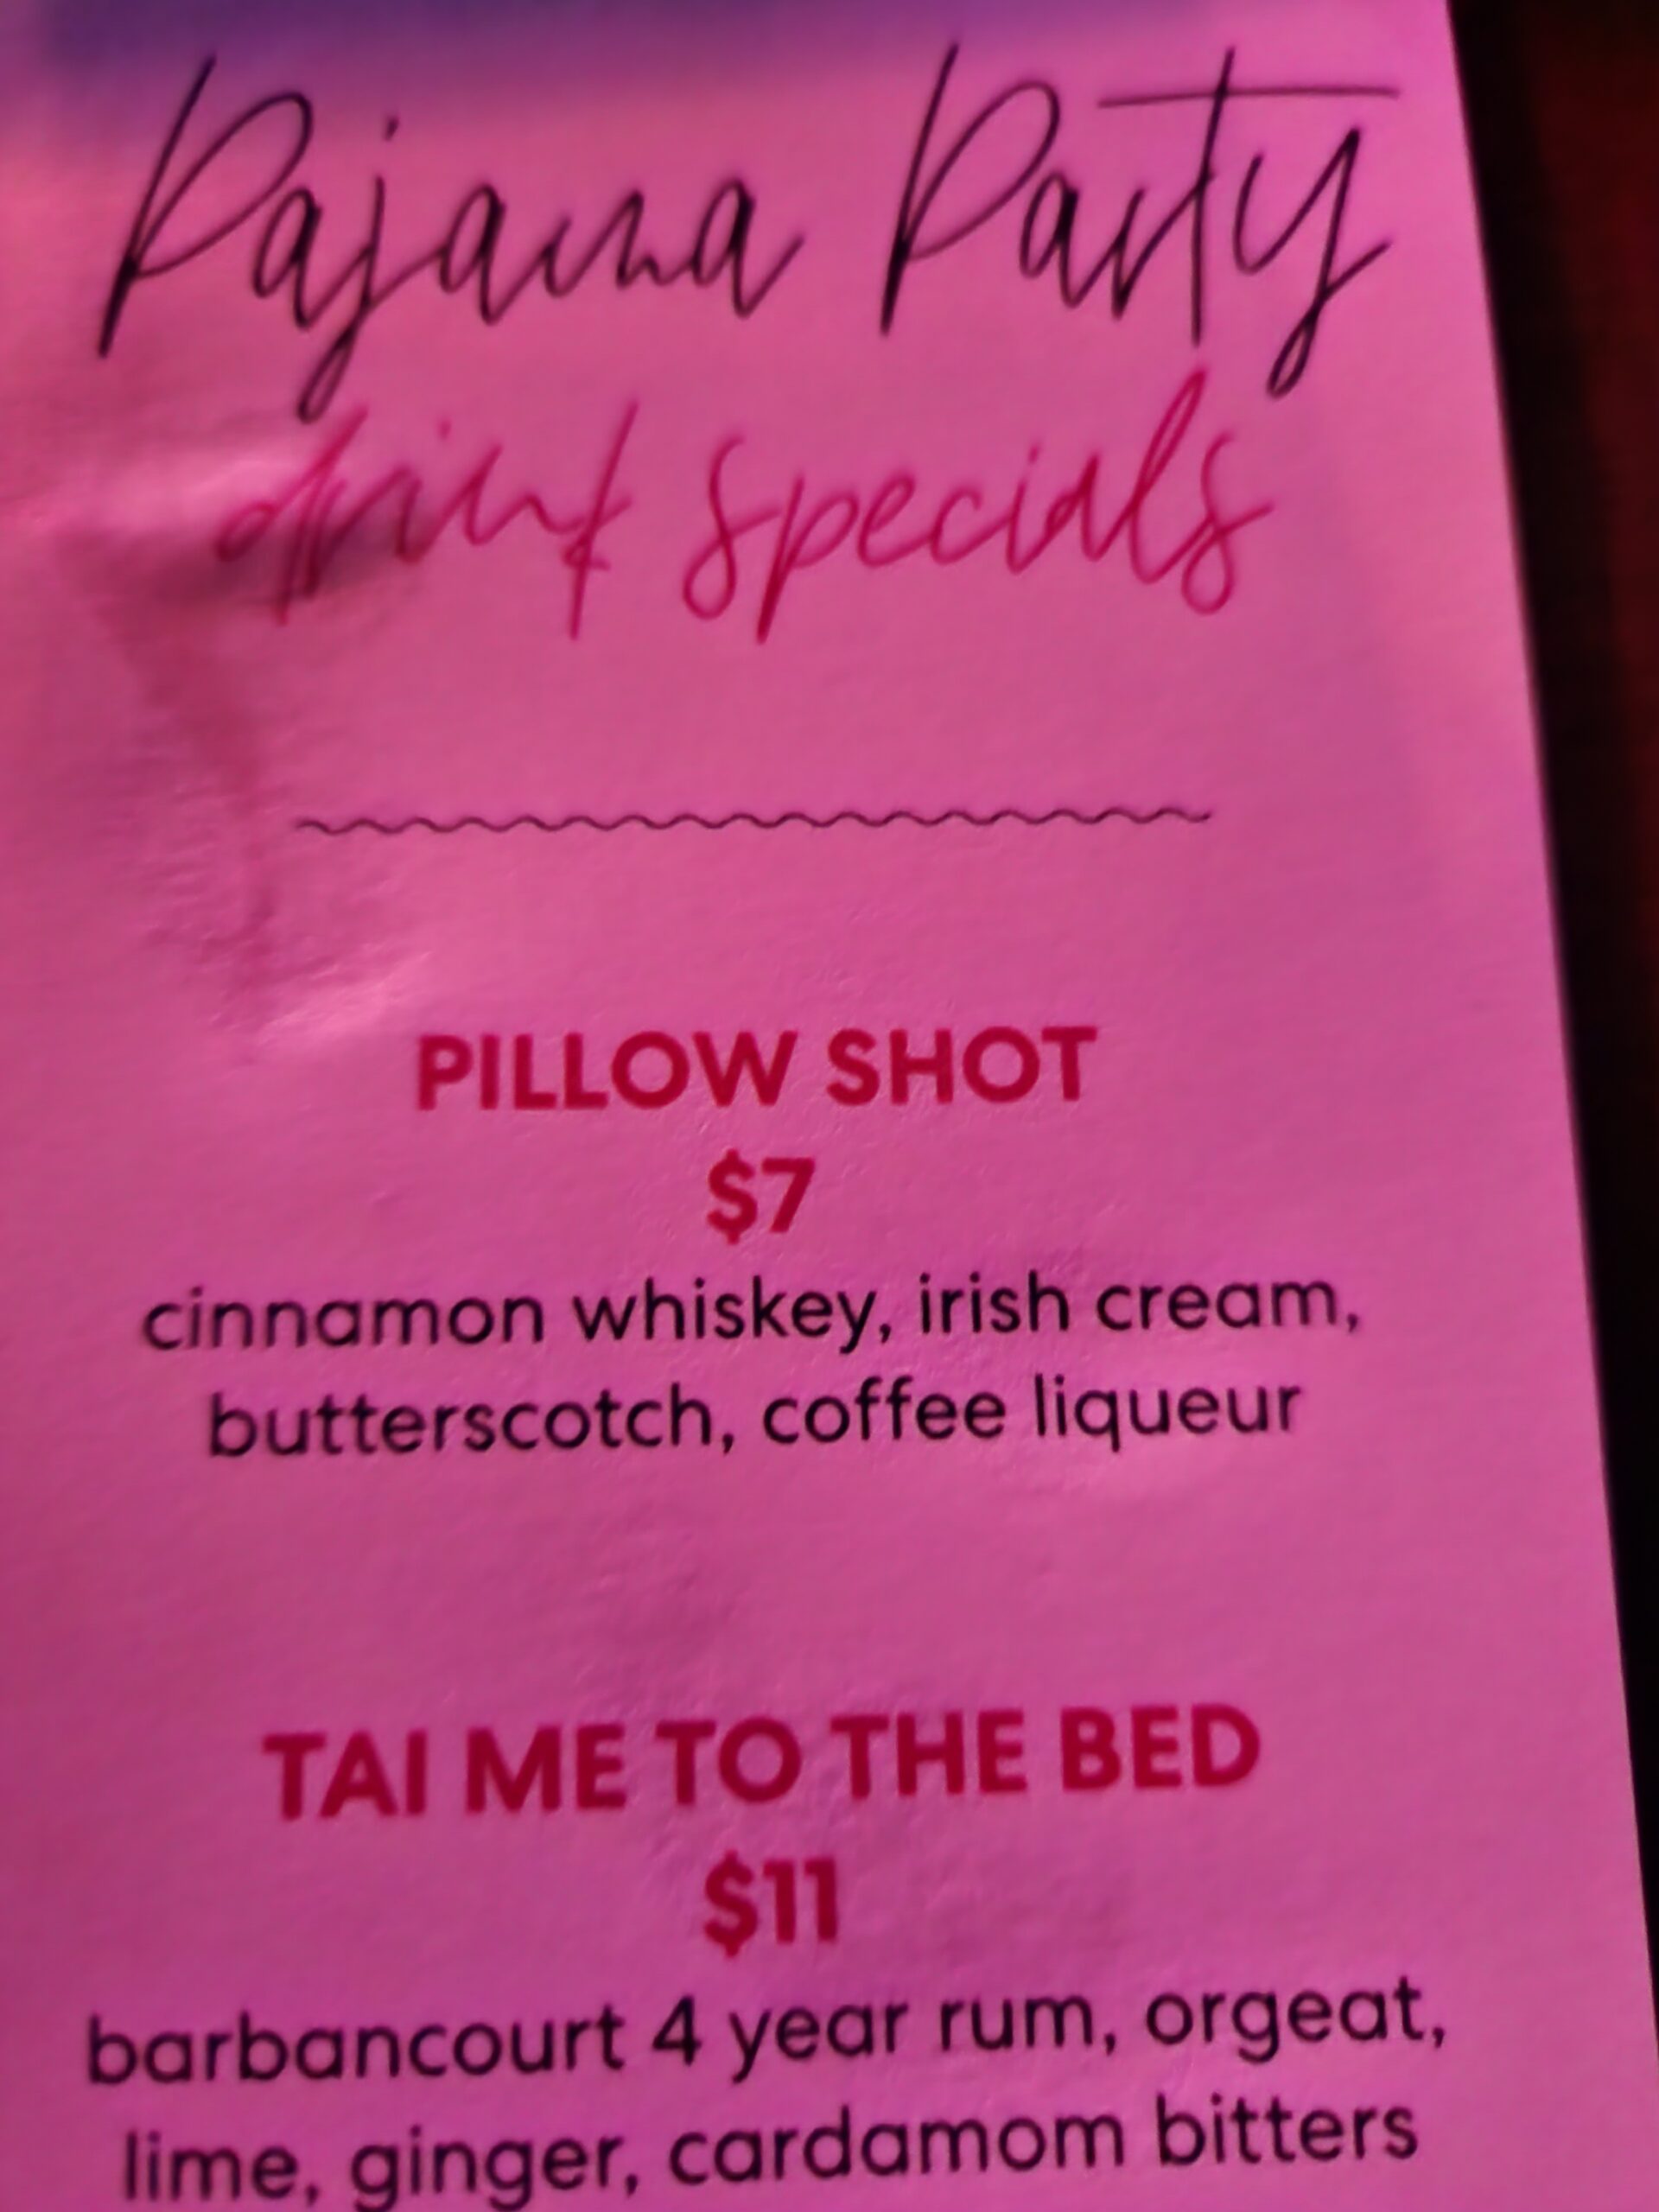 Pajama Party
drink specials
PILLOW SHOT
$7
cinnamon whiskey, irish cream,
butterscotch, coffee liqueur
TAI ME TO THE BED
$11
barbancourt 4 year rum, orgeat,
lime, ginger, cardamom bitters